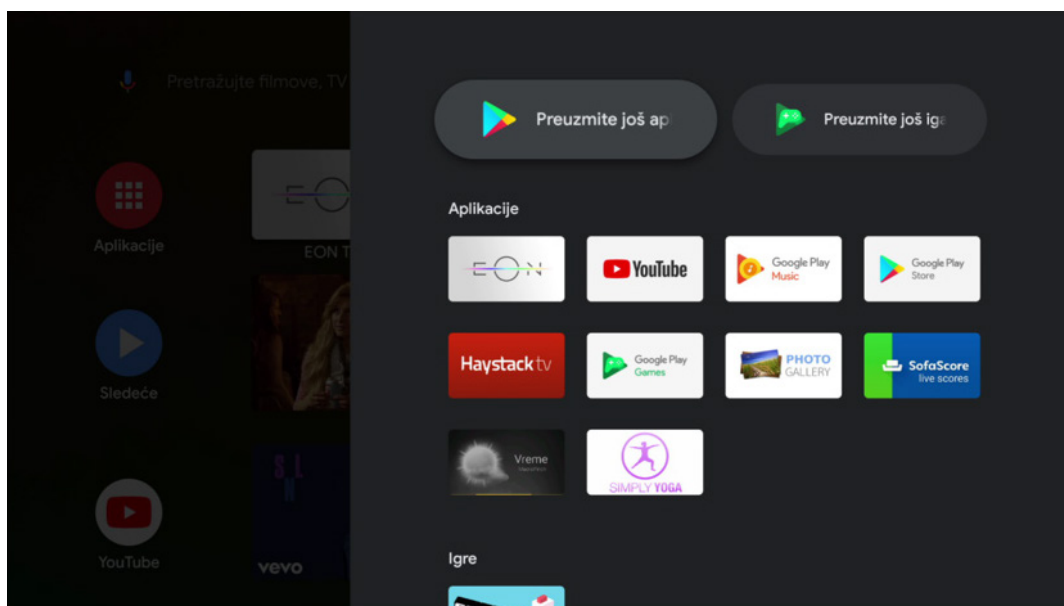 Pretražujte filmove, TV
Preuzmite još ap
Preuzmite još iga
Aplikacije
EON T
Sledeće
YouTube
vevo
Aplikacije
EON
YouTube
Google Play
Music
Google Play
Store
Haystack tv
Google Play
Games
PHOTO
GALLERY
SofaScore
live scores
Vreme
SIMPLY YOGA
Igre